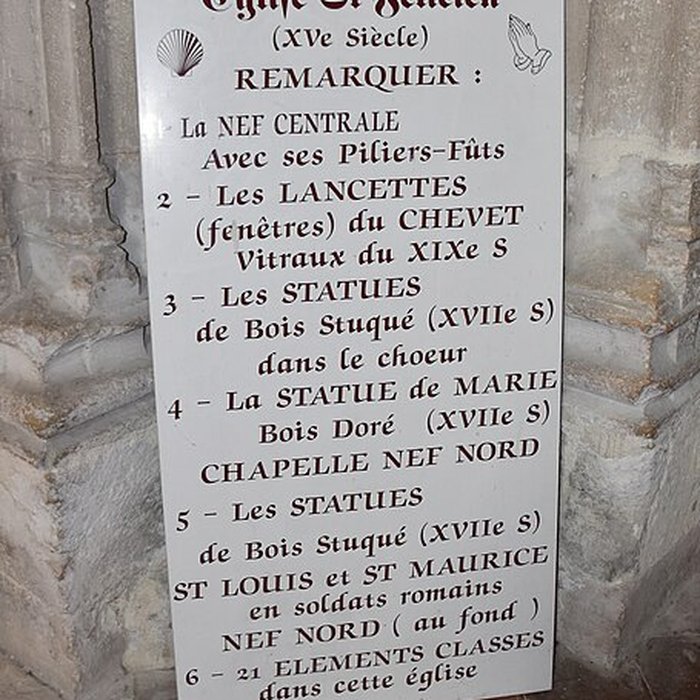 Eglise St Félicien
(XVe Siècle)
REMARQUER :
- La NEF CENTRALE
Avec ses Piliers-Fûts
2 - Les LANCETTES
(fenêtres) du CHEVET
Vitraux du XIXe S
3 - Les STATUES
de Bois Stuqué (XVIIe S)
dans le choeur
4 - La STATUE de MARIE
Bois Doré (XVIIe S)
CHAPELLE NEF NORD
5 - Les STATUES
de Bois Stuqué (XVIIe S)
ST LOUIS et ST MAURICE
en soldats romains
NEF NORD ( au fond )
6 - 21 ELEMENTS CLASSES
dans cette église